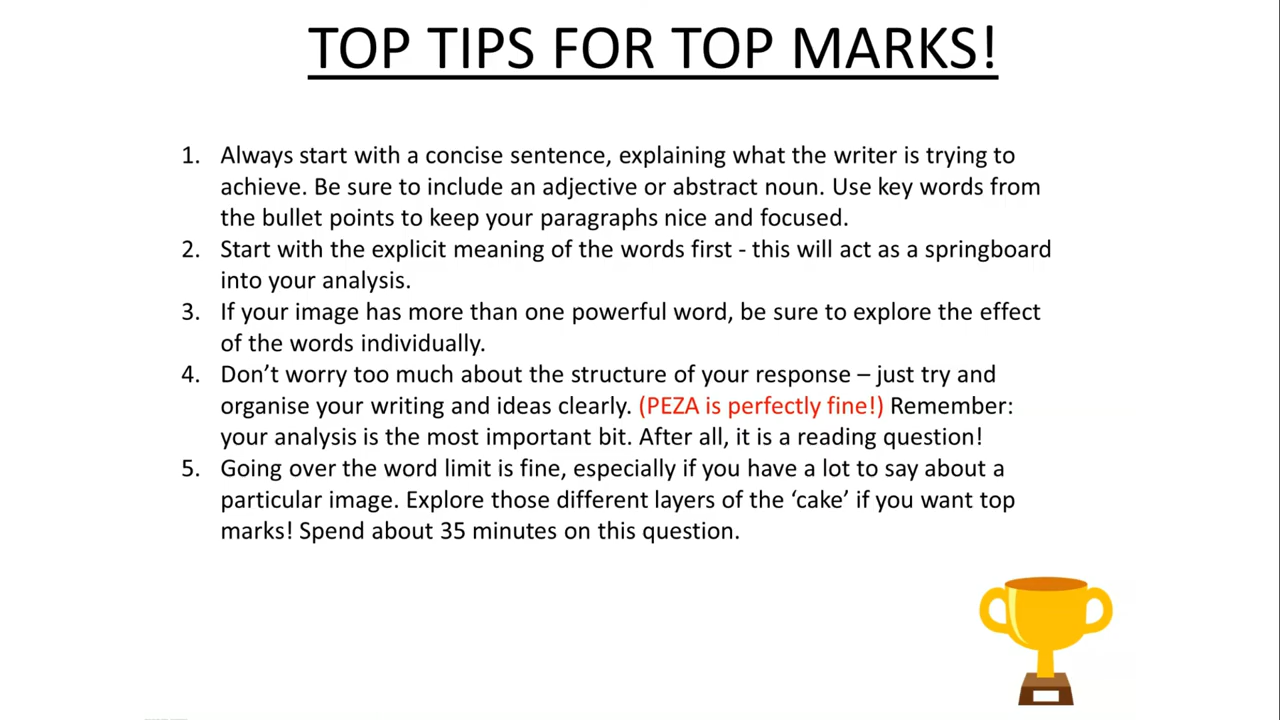 TOP TIPS FOR TOP MARKS!
1. Always start with a concise sentence, explaining what the writer is trying to
achieve. Be sure to include an adjective or abstract noun. Use key words from
the bullet points to keep your paragraphs nice and focused.
2. Start with the explicit meaning of the words first - this will act as a springboard
into your analysis.
3. If your image has more than one powerful word, be sure to explore the effect
of the words individually.
4. Don’t worry too much about the structure of your response – just try and
organise your writing and ideas clearly. (PEZA is perfectly fine!) Remember:
your analysis is the most important bit. After all, it is a reading question!
5. Going over the word limit is fine, especially if you have a lot to say about a
particular image. Explore those different layers of the ‘cake’ if you want top
marks! Spend about 35 minutes on this question.